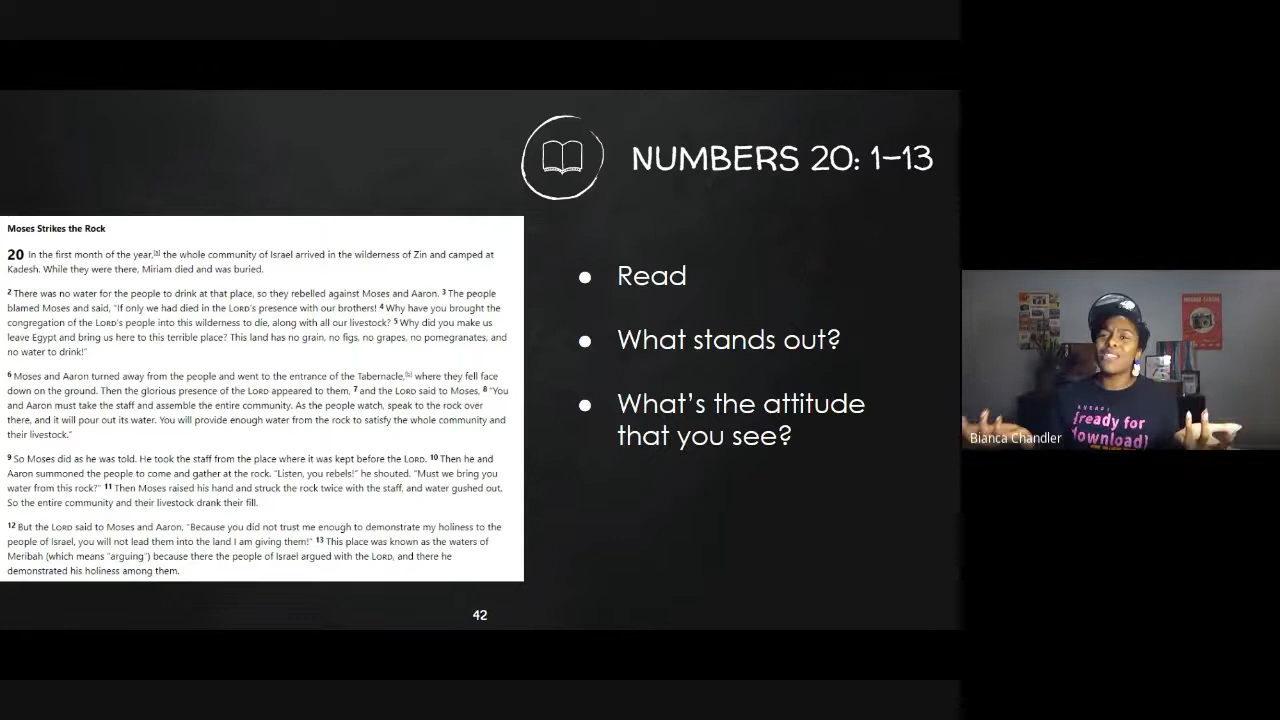 NUMBERS 20: 1–13
Moses Strikes the Rock
20 In the first month of the year,[a] the whole community of Israel arrived in the wilderness of Zin and camped at
Kadesh. While they were there, Miriam died and was buried.
2 There was no water for the people to drink at that place, so they rebelled against Moses and Aaron. 3 The people
blamed Moses and said, “If only we had died in the LORD’s presence with our brothers! 4 Why have you brought the
congregation of the LORD’s people into this wilderness to die, along with all our livestock? 5 Why did you make us
leave Egypt and bring us here to this terrible place? This land has no grain, no figs, no grapes, no pomegranates, and
no water to drink!”
6 Moses and Aaron turned away from the people and went to the entrance of the Tabernacle,[b] where they fell face
down on the ground. Then the glorious presence of the LORD appeared to them, 7 and the LORD said to Moses, 8 “You
and Aaron must take the staff and assemble the entire community. As the people watch, speak to the rock over
there, and it will pour out its water. You will provide enough water from the rock to satisfy the whole community and
their livestock.”
9 So Moses did as he was told. He took the staff from the place where it was kept before the LORD. 10 Then he and
Aaron summoned the people to come and gather at the rock. “Listen, you rebels!” he shouted. “Must we bring you
water from this rock?” 11 Then Moses raised his hand and struck the rock twice with the staff, and water gushed out.
So the entire community and their livestock drank their fill.
12 But the LORD said to Moses and Aaron, “Because you did not trust me enough to demonstrate my holiness to the
people of Israel, you will not lead them into the land I am giving them!” 13 This place was known as the waters of
Meribah (which means “arguing”) because there the people of Israel argued with the LORD, and there he
demonstrated his holiness among them.
● Read
● What stands out?
● What’s the attitude
that you see?
42
(ready for
download)
Bianca Chandler